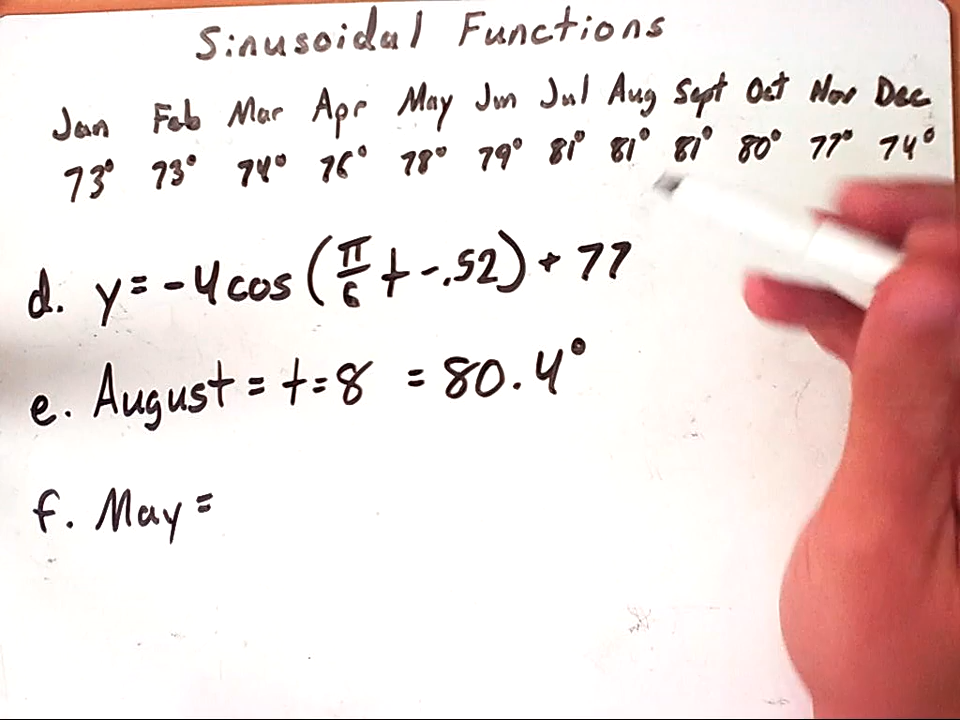 Sinusoidal Functions
Jan Feb Mar Apr May Jun Jul Aug Sept Oct Nov Dec
73° 73° 74° 76° 78° 79° 81° 81° 81° 80° 77° 74°
d. y = -4cos(π/6 t - .52) + 77
e. August = t=8 = 80.4°
f. May =